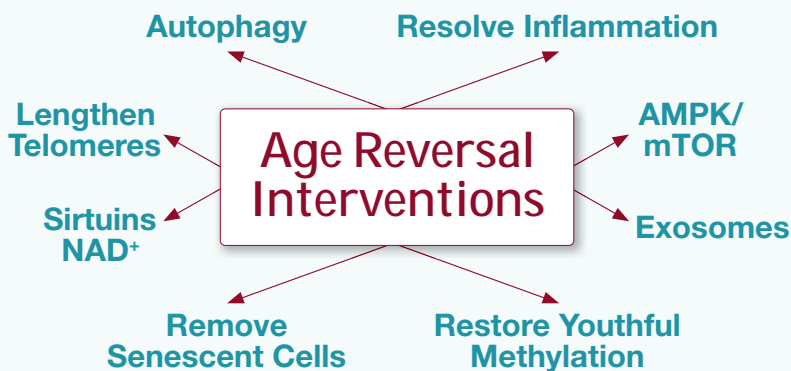 Autophagy
Resolve Inflammation
Lengthen
Telomeres
AMPK/
mTOR
Age Reversal
Interventions
Sirtuins
NAD⁺
Exosomes
Remove
Senescent Cells
Restore Youthful
Methylation